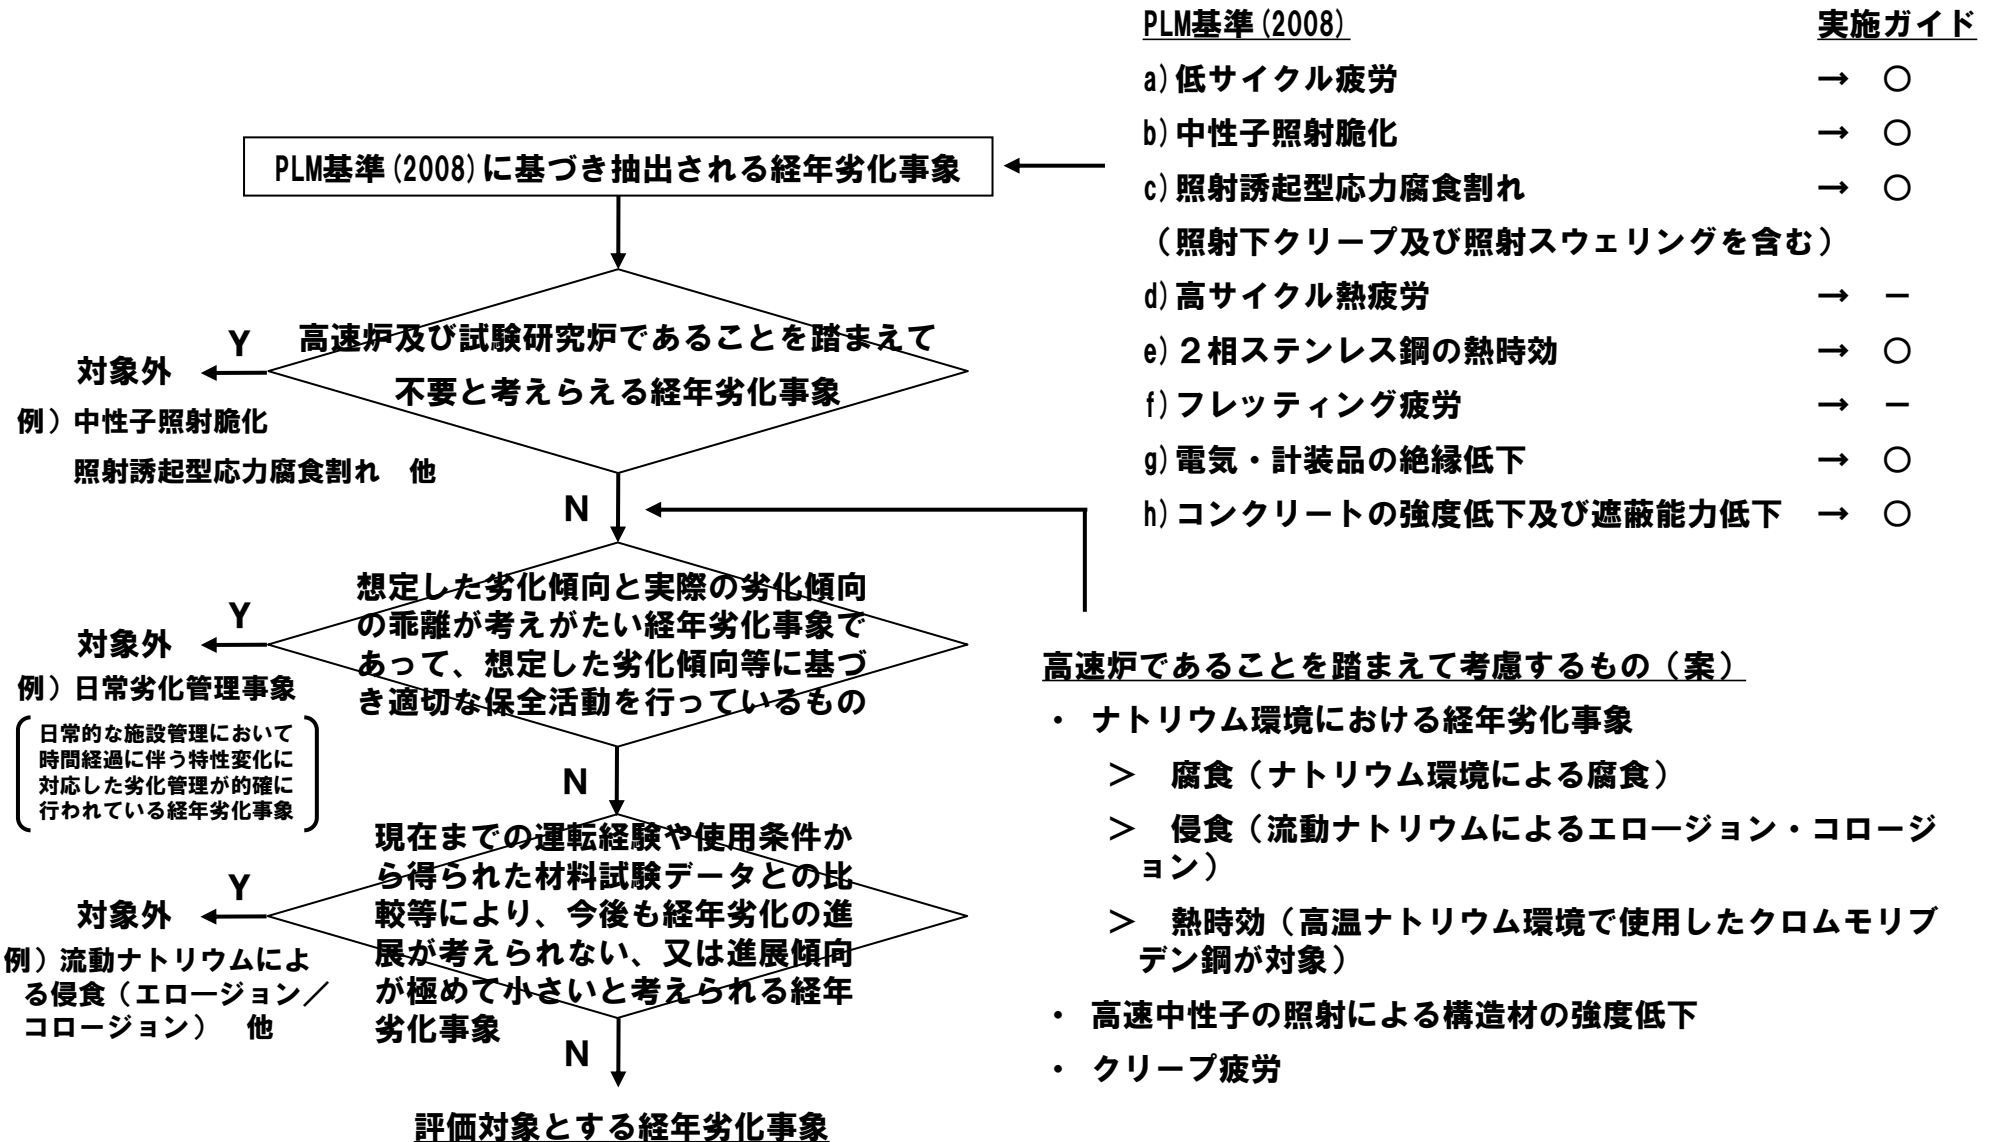 PLM基準(2008) 実施ガイド
a)低サイクル疲労 → ○
b)中性子照射脆化 → ○
c)照射誘起型応力腐食割れ → ○
（照射下クリープ及び照射スウェリングを含む）
d)高サイクル熱疲労 → －
e)２相ステンレス鋼の熱時効 → ○
f)フレッティング疲労 → －
g)電気・計装品の絶縁低下 → ○
h)コンクリートの強度低下及び遮蔽能力低下 → ○
PLM基準(2008)に基づき抽出される経年劣化事象
高速炉及び試験研究炉であることを踏まえて
不要と考えらえる経年劣化事象
Y
対象外
例）中性子照射脆化
照射誘起型応力腐食割れ　他
N
想定した劣化傾向と実際の劣化傾向
の乖離が考えがたい経年劣化事象で
あって、想定した劣化傾向等に基づ
き適切な保全活動を行っているもの
Y
対象外
例）日常劣化管理事象
日常的な施設管理において
時間経過に伴う特性変化に
対応した劣化管理が的確に
行われている経年劣化事象
N
現在までの運転経験や使用条件か
ら得られた材料試験データとの比
較等により、今後も経年劣化の進
展が考えられない、又は進展傾向
が極めて小さいと考えられる経年
劣化事象
Y
対象外
例）流動ナトリウムによ
る侵食（エロージョン／
コロージョン）　他
N
評価対象とする経年劣化事象
高速炉であることを踏まえて考慮するもの（案）
・ ナトリウム環境における経年劣化事象
＞　腐食（ナトリウム環境による腐食）
＞　侵食（流動ナトリウムによるエロージョン・コロージ
ョン）
＞　熱時効（高温ナトリウム環境で使用したクロムモリブ
デン鋼が対象）
・ 高速中性子の照射による構造材の強度低下
・ クリープ疲労